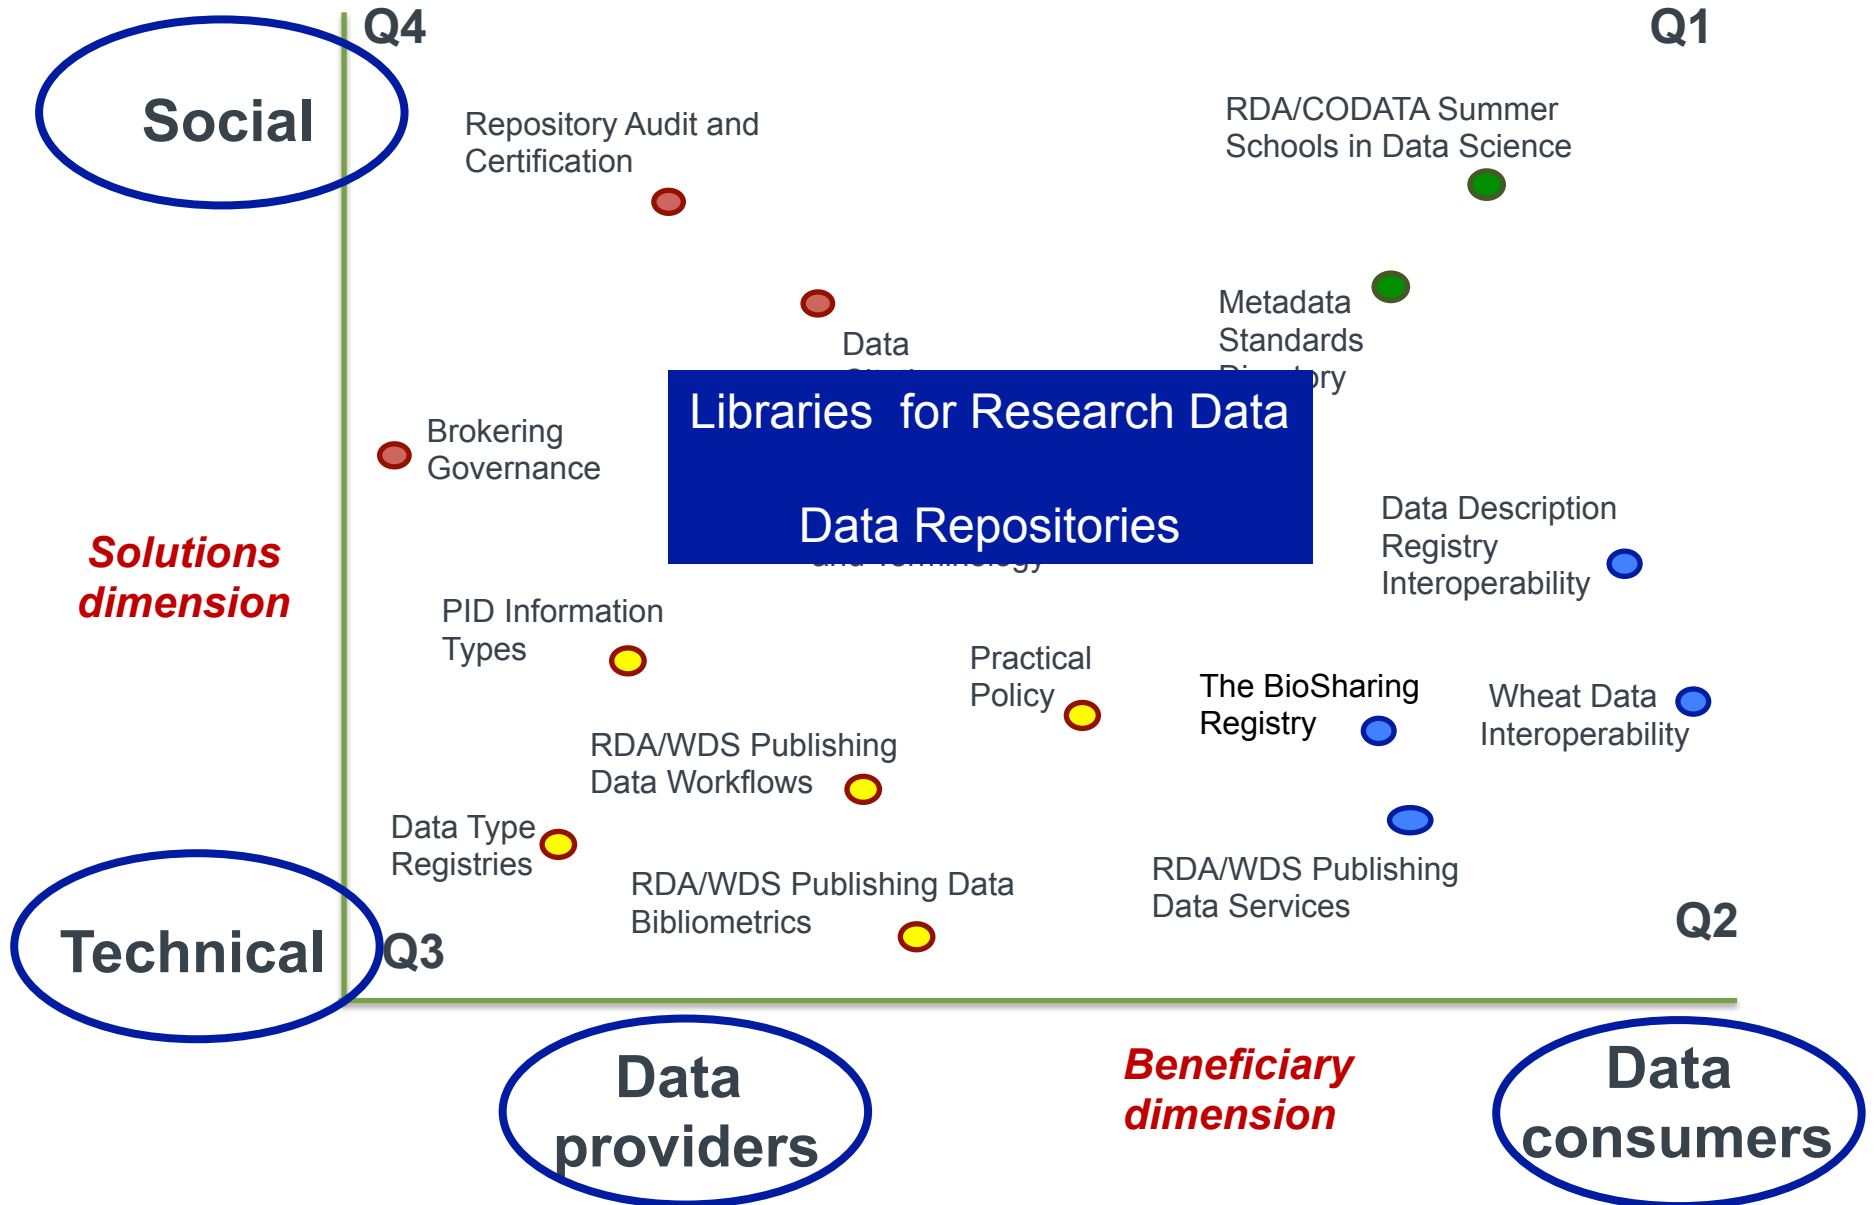 Q4
Q1
Social
Repository Audit and
Certification
RDA/CODATA Summer
Schools in Data Science
Metadata
Standards
Directory
Data
Brokering
Governance
Libraries for Research Data
Data Repositories
and Terminology
Data Description
Registry
Interoperability
Solutions
dimension
PID Information
Types
Practical
Policy
The BioSharing
Registry
Wheat Data
Interoperability
RDA/WDS Publishing
Data Workflows
Data Type
Registries
RDA/WDS Publishing Data
Bibliometrics
RDA/WDS Publishing
Data Services
Technical
Q3
Q2
Data
providers
Beneficiary
dimension
Data
consumers